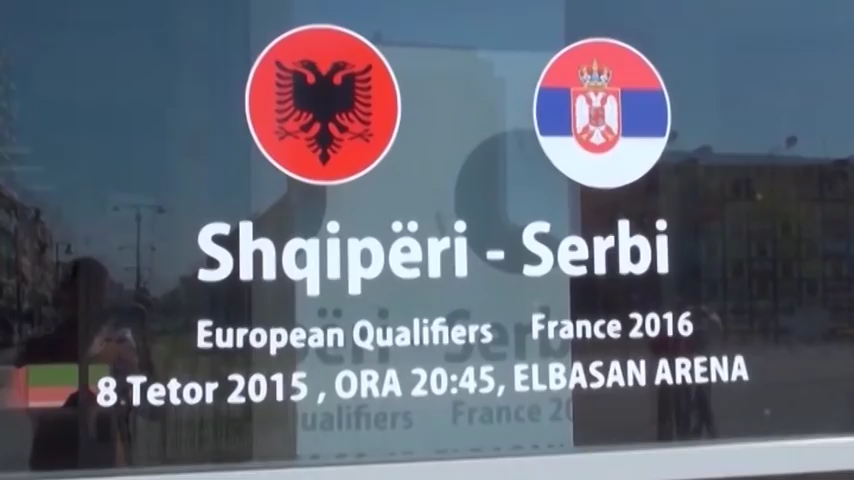 Shqipëri - Serbi
European Qualifiers France 2016
8 Tetor 2015 , ORA 20:45, ELBASAN ARENA